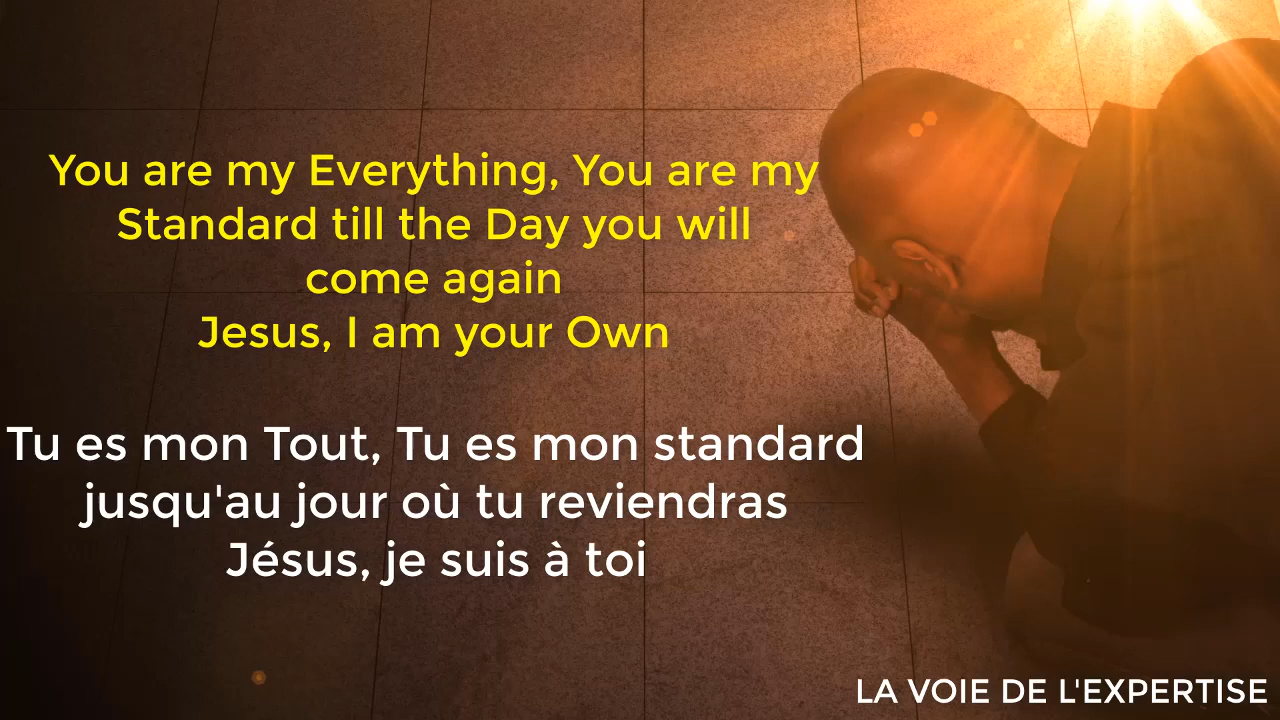 You are my Everything, You are my
Standard till the Day you will
come again
Jesus, I am your Own
Tu es mon Tout, Tu es mon standard
jusqu'au jour où tu reviendras
Jésus, je suis à toi
LA VOIE DE L'EXPERTISE